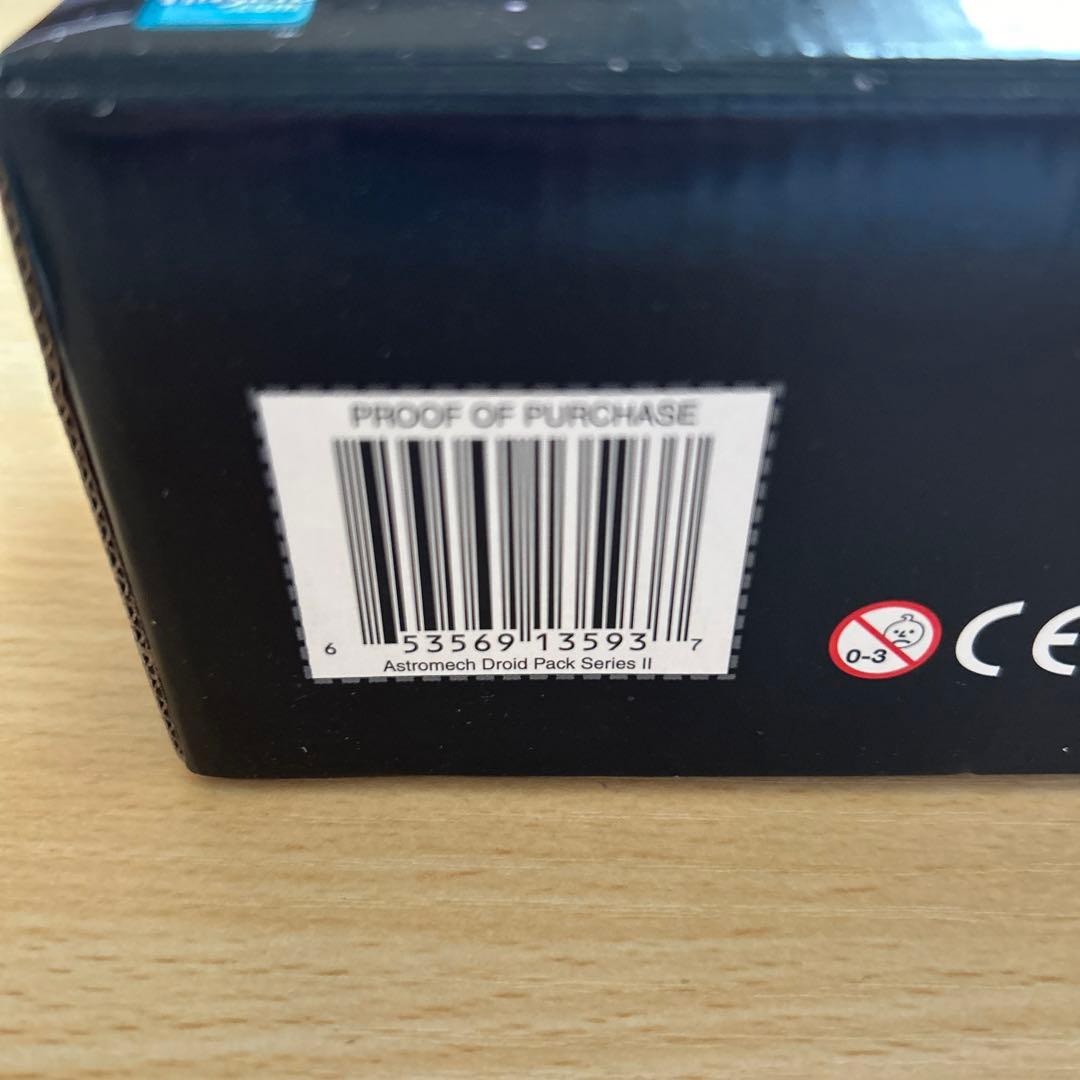 PROOF OF PURCHASE
6 53569 13593 7
Astromech Droid Pack Series II
0-3
CE